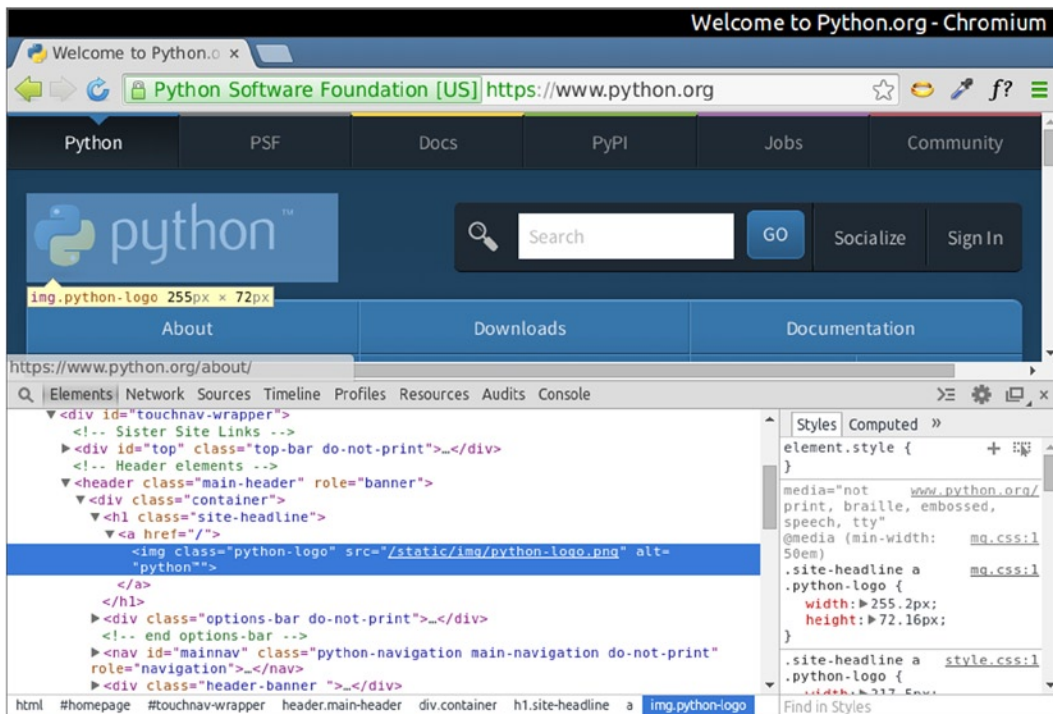 Welcome to Python.org - Chromium
Welcome to Python.o ×
Python Software Foundation [US] https://www.python.org f?
Python PSF Docs PyPI Jobs Community
python™ Search GO Socialize Sign In
img.python-logo 255px × 72px
About Downloads Documentation
https://www.python.org/about/
Elements Network Sources Timeline Profiles Resources Audits Console
▼<div id="touchnav-wrapper">
<!-- Sister Site Links -->
▶<div id="top" class="top-bar do-not-print">…</div>
<!-- Header elements -->
▼<header class="main-header" role="banner">
▼<div class="container">
▼<h1 class="site-headline">
▼<a href="/">
<img class="python-logo" src="/static/img/python-logo.png" alt=
"python™">
</a>
</h1>
▶<div class="options-bar do-not-print">…</div>
<!-- end options-bar -->
▶<nav id="mainnav" class="python-navigation main-navigation do-not-print"
role="navigation">…</nav>
▶<div class="header-banner ">…</div>
html #homepage #touchnav-wrapper header.main-header div.container h1.site-headline a img.python-logo
Styles Computed »
element.style {
}
media="not www.python.org/
print, braille, embossed,
speech, tty"
@media (min-width: mq.css:1
50em)
.site-headline a mq.css:1
.python-logo {
width:▶255.2px;
height:▶72.16px;
}
.site-headline a style.css:1
.python-logo {
width:▶217.5px;
Find in Styles